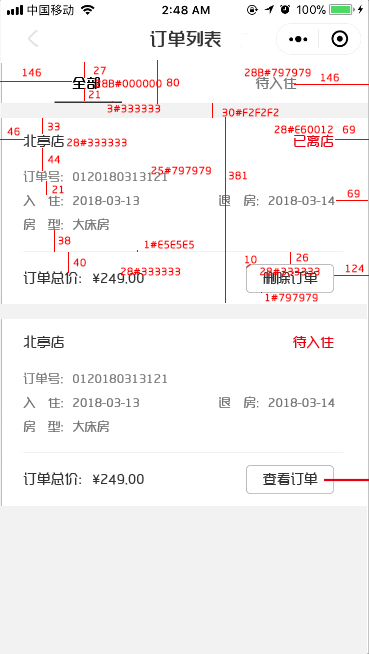 中国移动 2:48 AM 100%
订单列表
146 27 28B#797979
全部 28B#000000 80 待入住 146
21
3#333333 30#F2F2F2
33 28#E60012 69
46 北亭店 28#333333 已离店
44
订单号: 0120180313121 25#797979 381
21
入 住: 2018-03-13 退 房: 2018-03-14 69
房 型: 大床房
38 1#E5E5E5
40 10 26
28#333333 28#333333 124
订单总价: ¥249.00 删除订单
1#797979
北亭店 待入住
订单号: 0120180313121
入 住: 2018-03-13 退 房: 2018-03-14
房 型: 大床房
订单总价: ¥249.00 查看订单